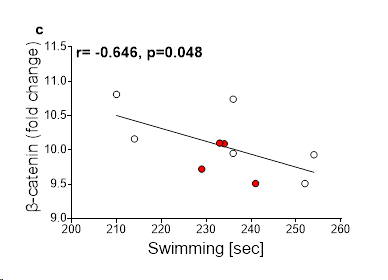 c
r= -0.646, p=0.048
β-catenin (fold change)
11.5
11.0
10.5
10.0
9.5
9.0
200 210 220 230 240 250 260
Swimming [sec]